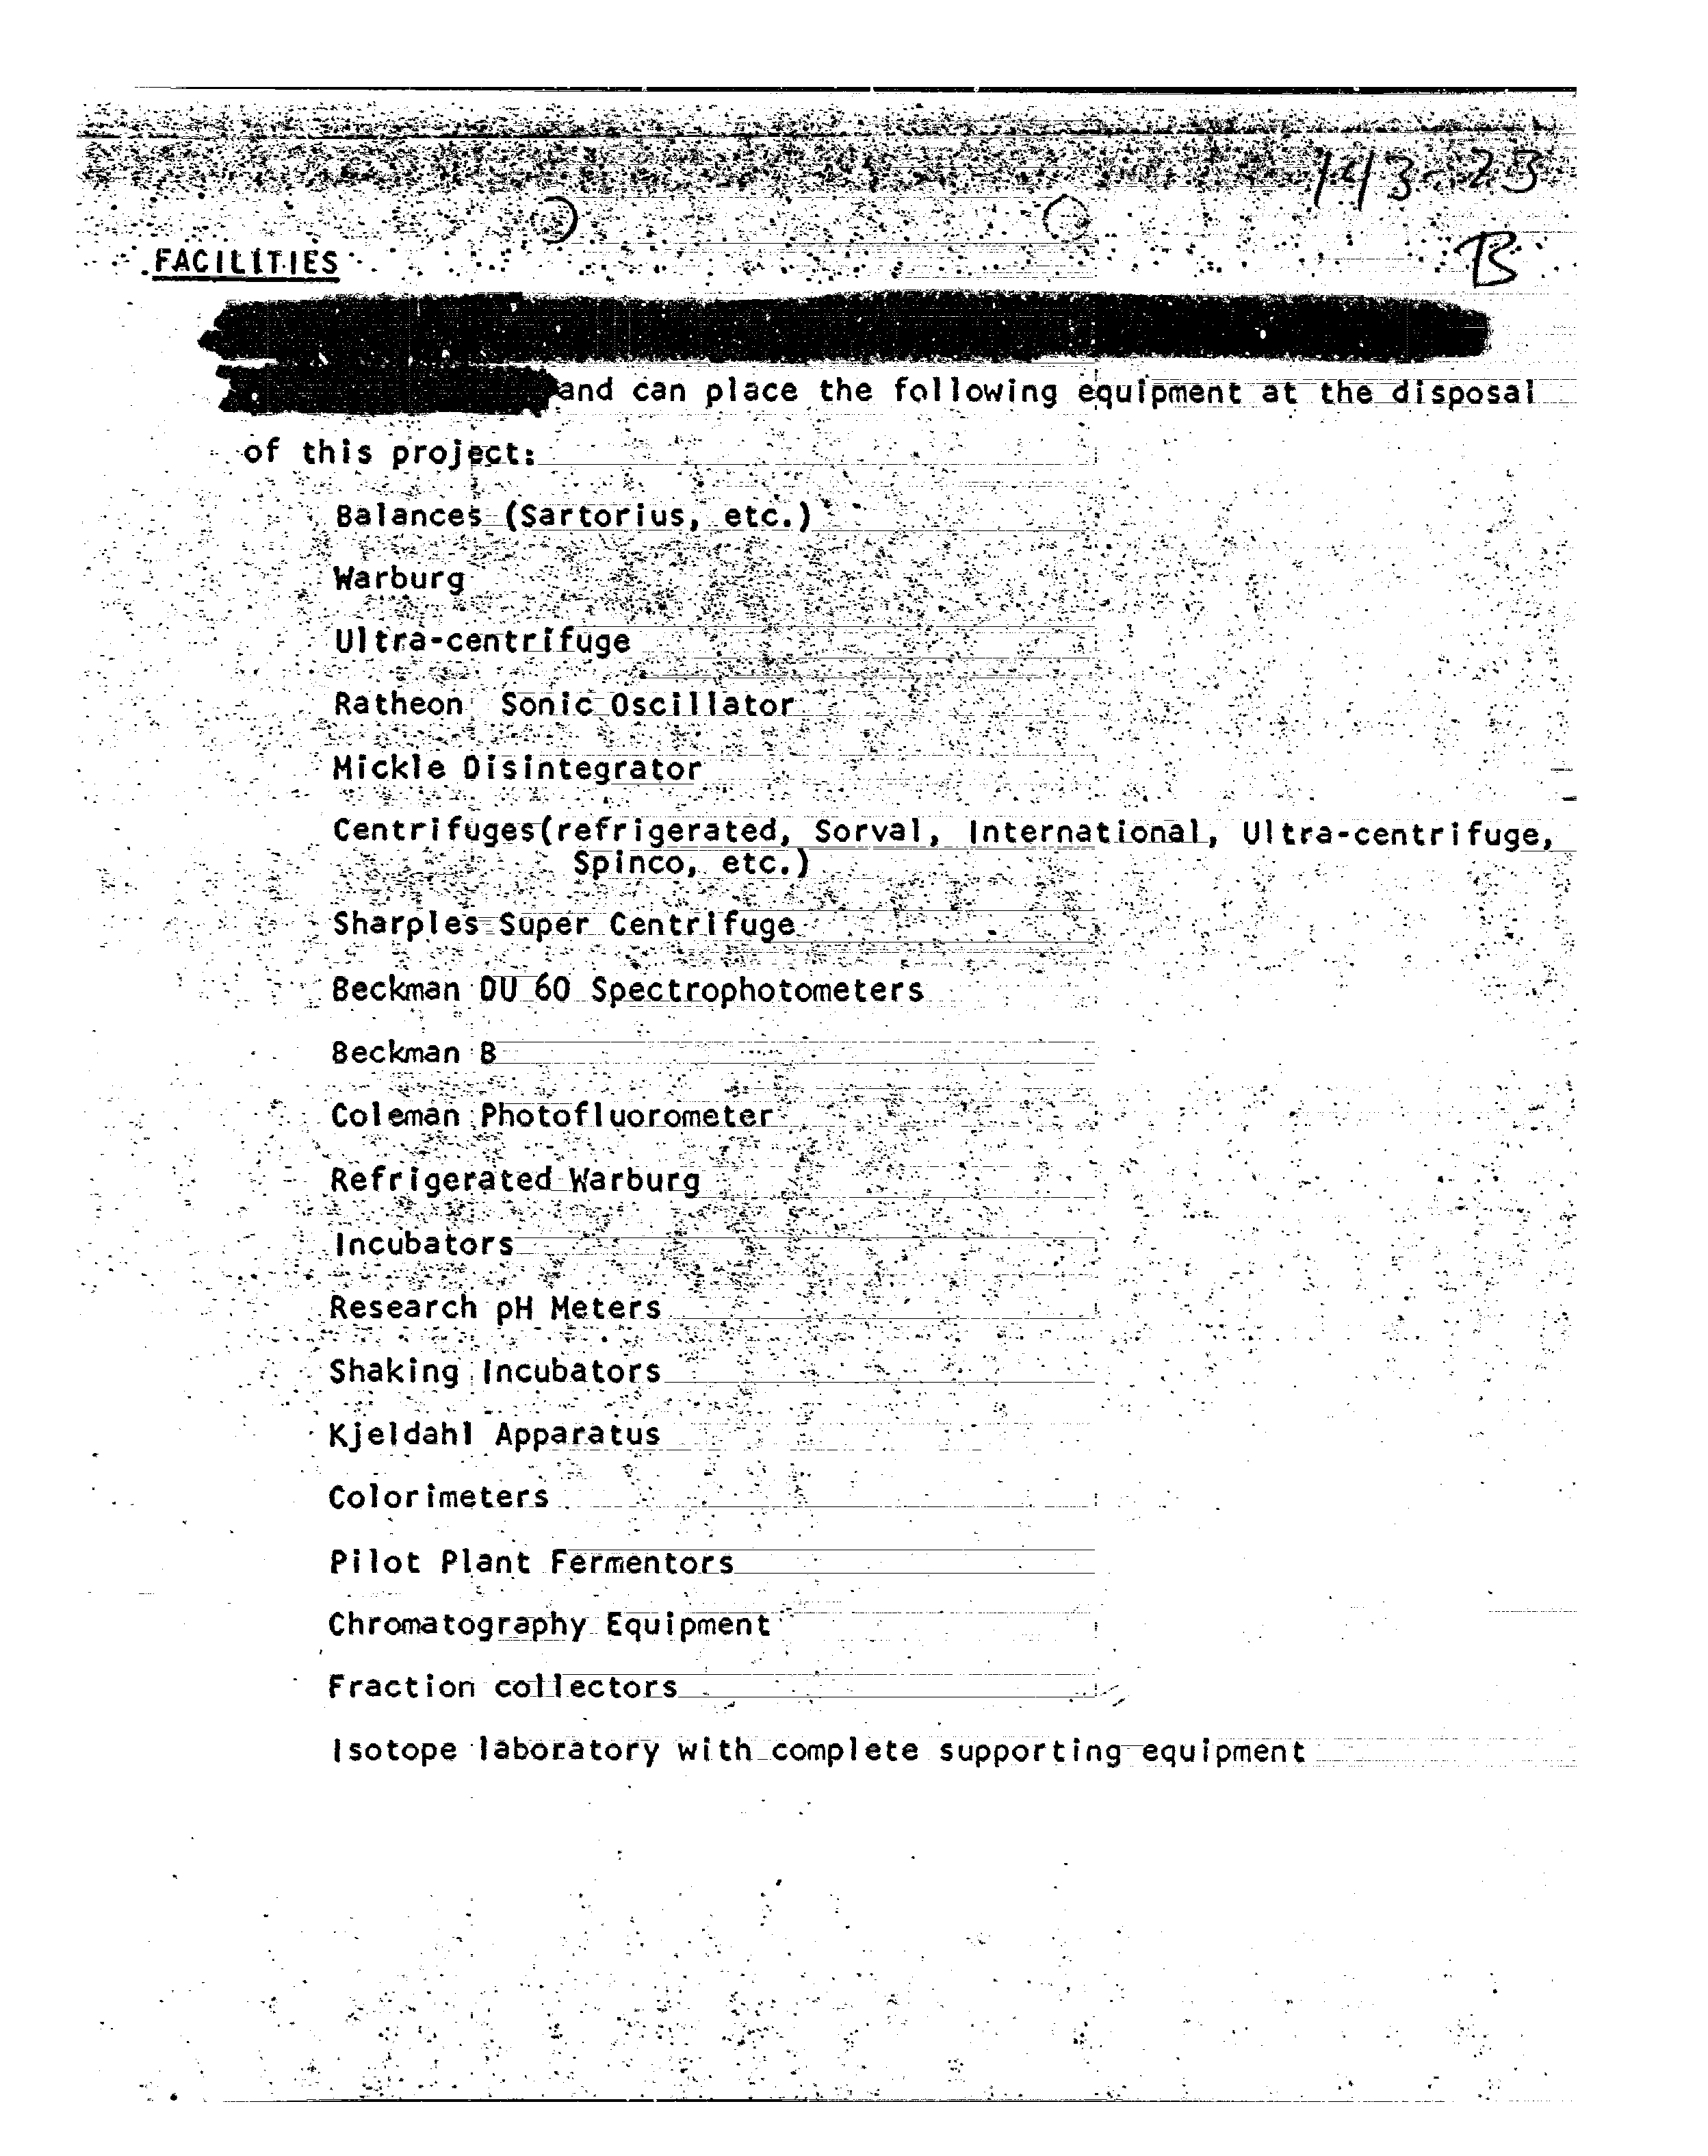 143-23
B
FACILITIES
and can place the following equipment at the disposal
of this project:
Balances (Sartorius, etc.)
Warburg
Ultra-centrifuge
Ratheon Sonic Oscillator
Mickle Disintegrator
Centrifuges(refrigerated, Sorval, International, Ultra-centrifuge,
Spinco, etc.)
Sharples Super Centrifuge
Beckman DU 60 Spectrophotometers
Beckman B
Coleman Photofluorometer
Refrigerated Warburg
Incubators
Research pH Meters
Shaking Incubators
Kjeldahl Apparatus
Colorimeters
Pilot Plant Fermentors
Chromatography Equipment
Fraction collectors
Isotope laboratory with complete supporting equipment